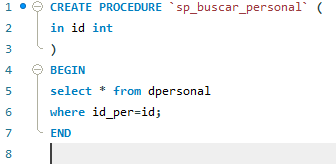 1 CREATE PROCEDURE `sp_buscar_personal` (
2 in id int
3 )
4 BEGIN
5 select * from dpersonal
6 where id_per=id;
7 END
8